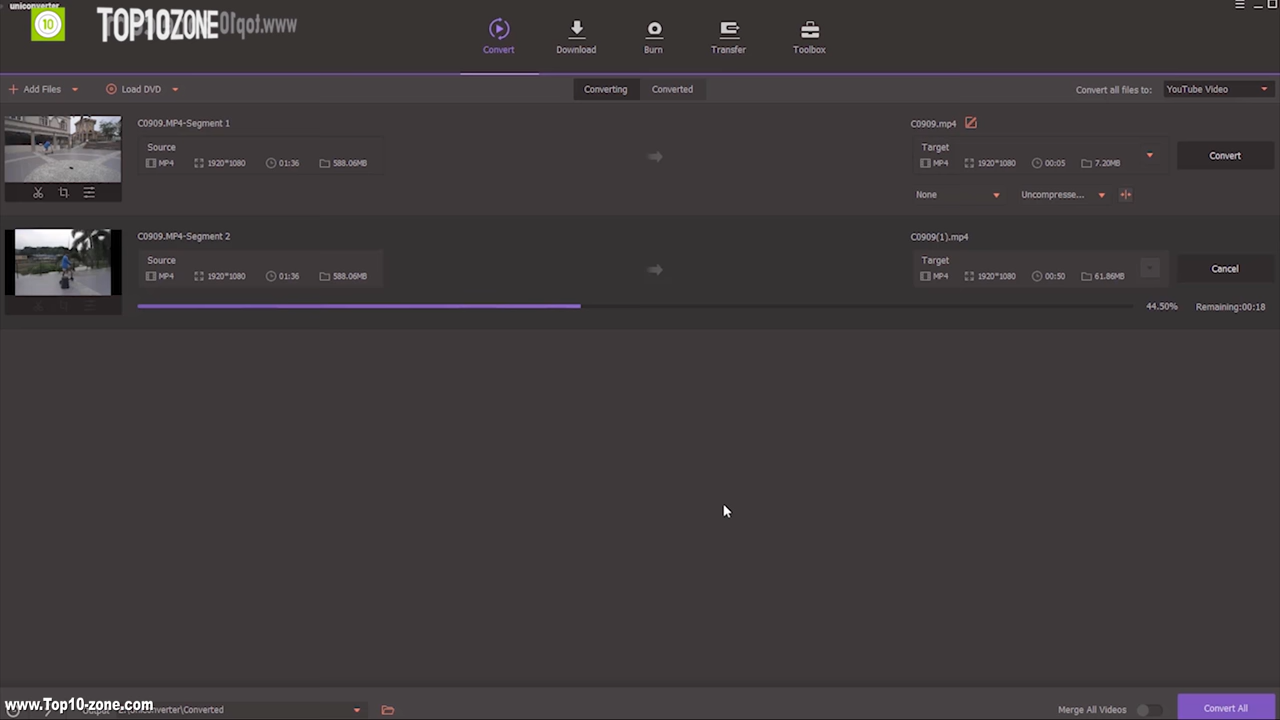 uniconverter
10 TOP10ZONE www.top10
Convert Download Burn Transfer Toolbox
Add Files Load DVD Converting Converted Convert all files to: YouTube Video
C0909.MP4-Segment 1 C0909.mp4
Source Target
MP4 1920*1080 01:36 588.06MB MP4 1920*1080 00:05 7.20MB Convert
None Uncompresse...
C0909.MP4-Segment 2 C0909(1).mp4
Source Target
MP4 1920*1080 01:36 588.06MB MP4 1920*1080 00:50 61.86MB Cancel
44.50% Remaining:00:18
www.Top10-zone.com
\Converted Merge All Videos Convert All